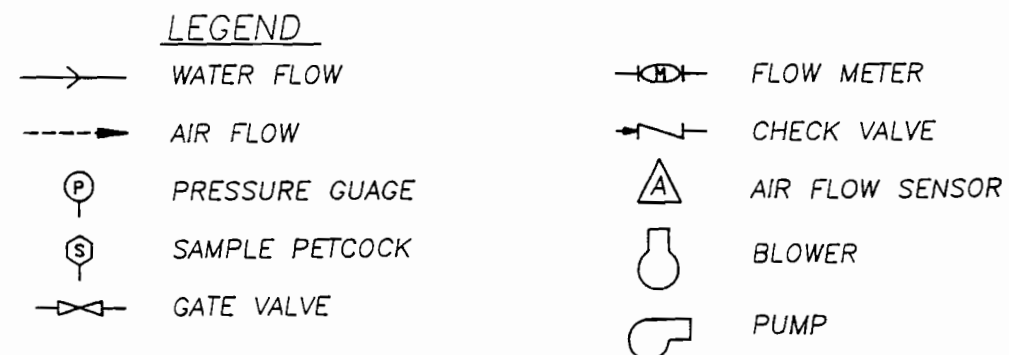 LEGEND
WATER FLOW
AIR FLOW
P PRESSURE GUAGE
S SAMPLE PETCOCK
GATE VALVE
M FLOW METER
CHECK VALVE
A AIR FLOW SENSOR
BLOWER
PUMP